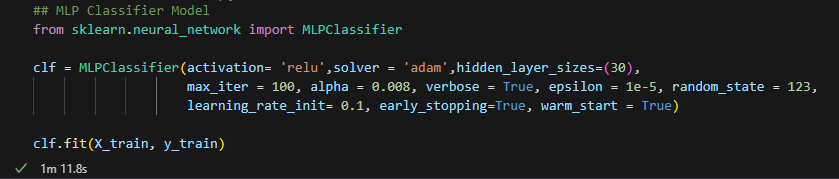 ## MLP Classifier Model
from sklearn.neural_network import MLPClassifier
clf = MLPClassifier(activation= 'relu',solver = 'adam',hidden_layer_sizes=(30),
max_iter = 100, alpha = 0.008, verbose = True, epsilon = 1e-5, random_state = 123,
learning_rate_init= 0.1, early_stopping=True, warm_start = True)
clf.fit(X_train, y_train)
1m 11.8s